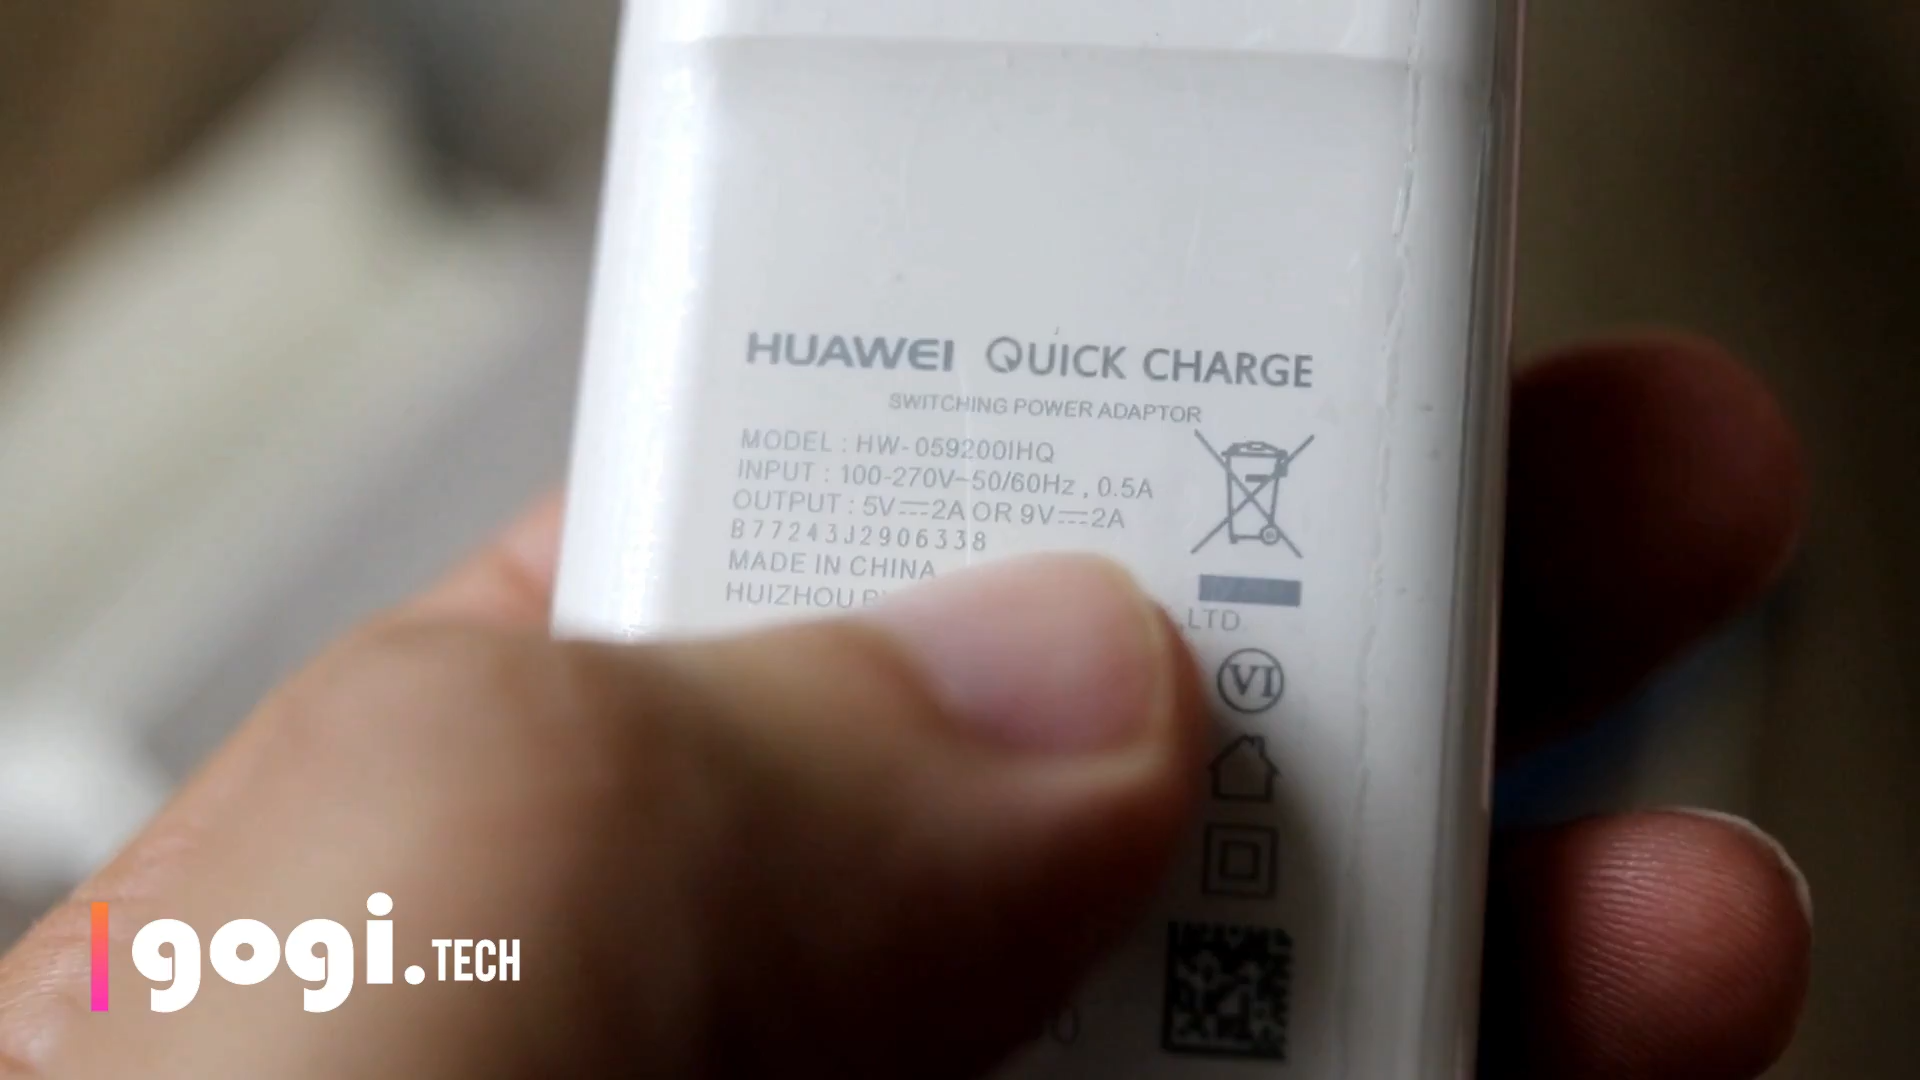 HUAWEI QUICK CHARGE
SWITCHING POWER ADAPTOR
MODEL : HW-059200IHQ
INPUT : 100-270V~50/60Hz , 0.5A
OUTPUT : 5V⎓2A OR 9V⎓2A
B77243J2906338
MADE IN CHINA
HUIZHOU
LTD
VI
gogi.TECH